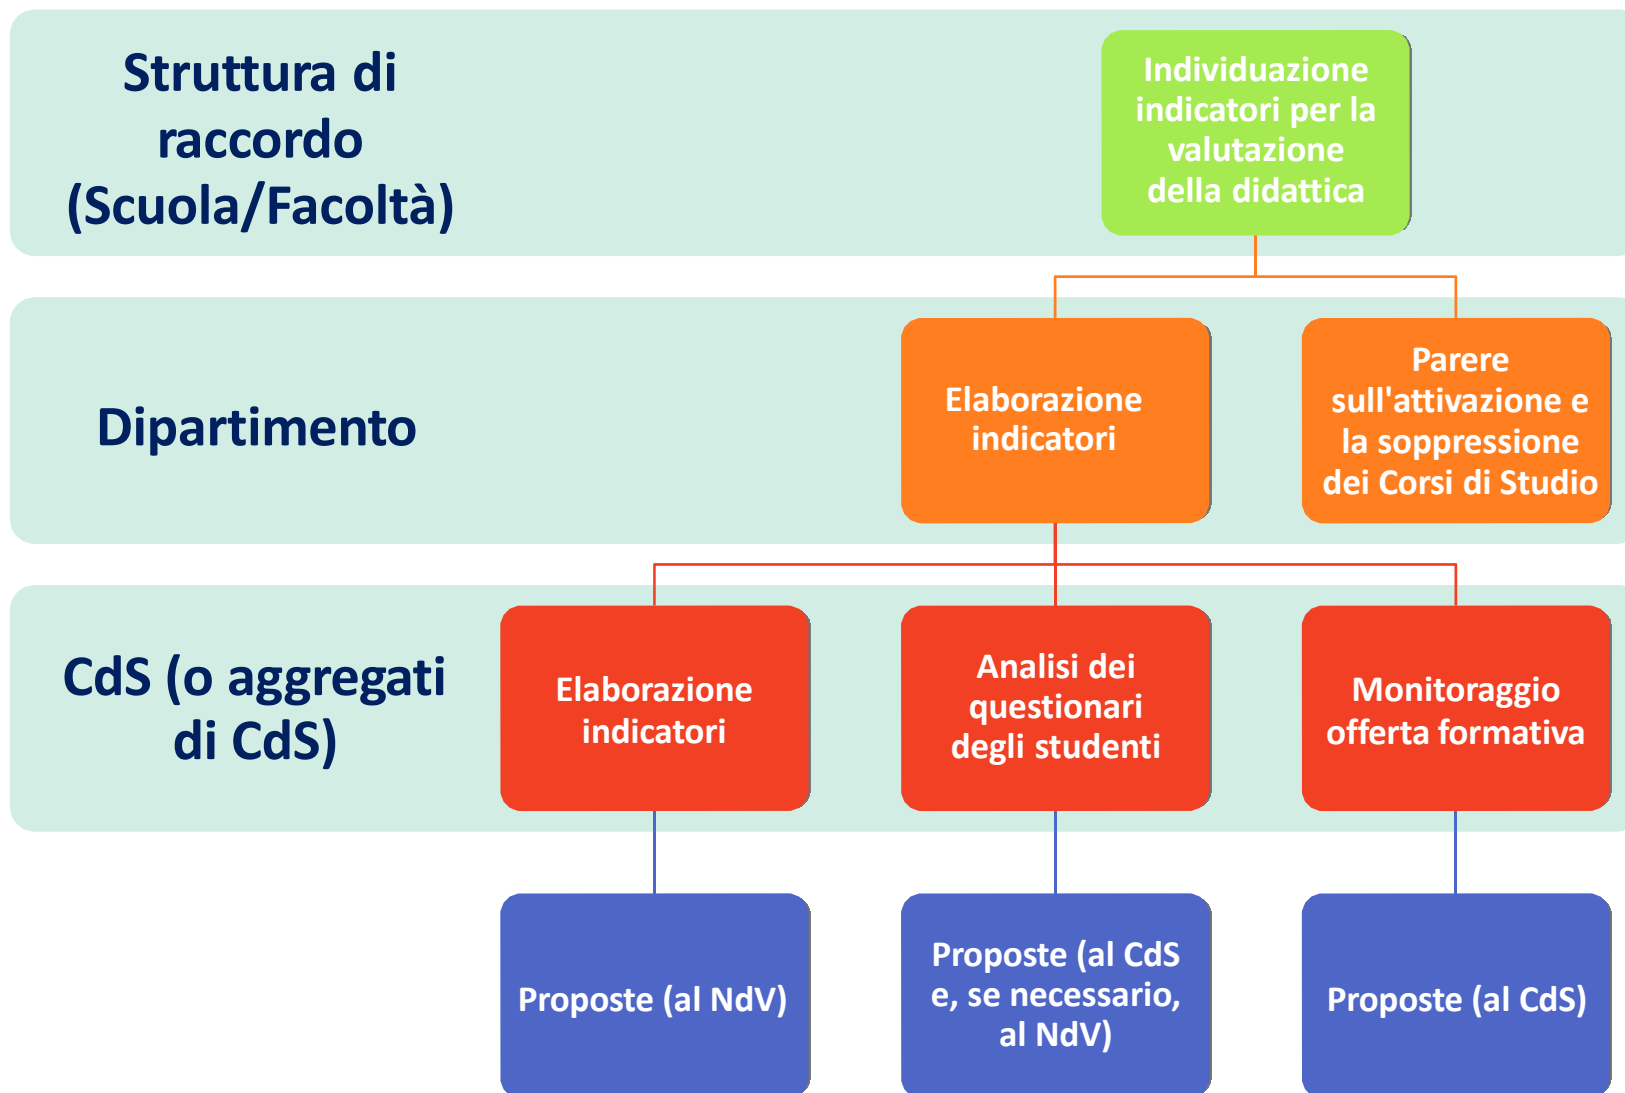 Struttura di
raccordo
(Scuola/Facoltà)
Individuazione
indicatori per la
valutazione
della didattica
Dipartimento
Elaborazione
indicatori
Parere
sull'attivazione e
la soppressione
dei Corsi di Studio
CdS (o aggregati
di CdS)
Elaborazione
indicatori
Analisi dei
questionari
degli studenti
Monitoraggio
offerta formativa
Proposte (al NdV)
Proposte (al CdS
e, se necessario,
al NdV)
Proposte (al CdS)